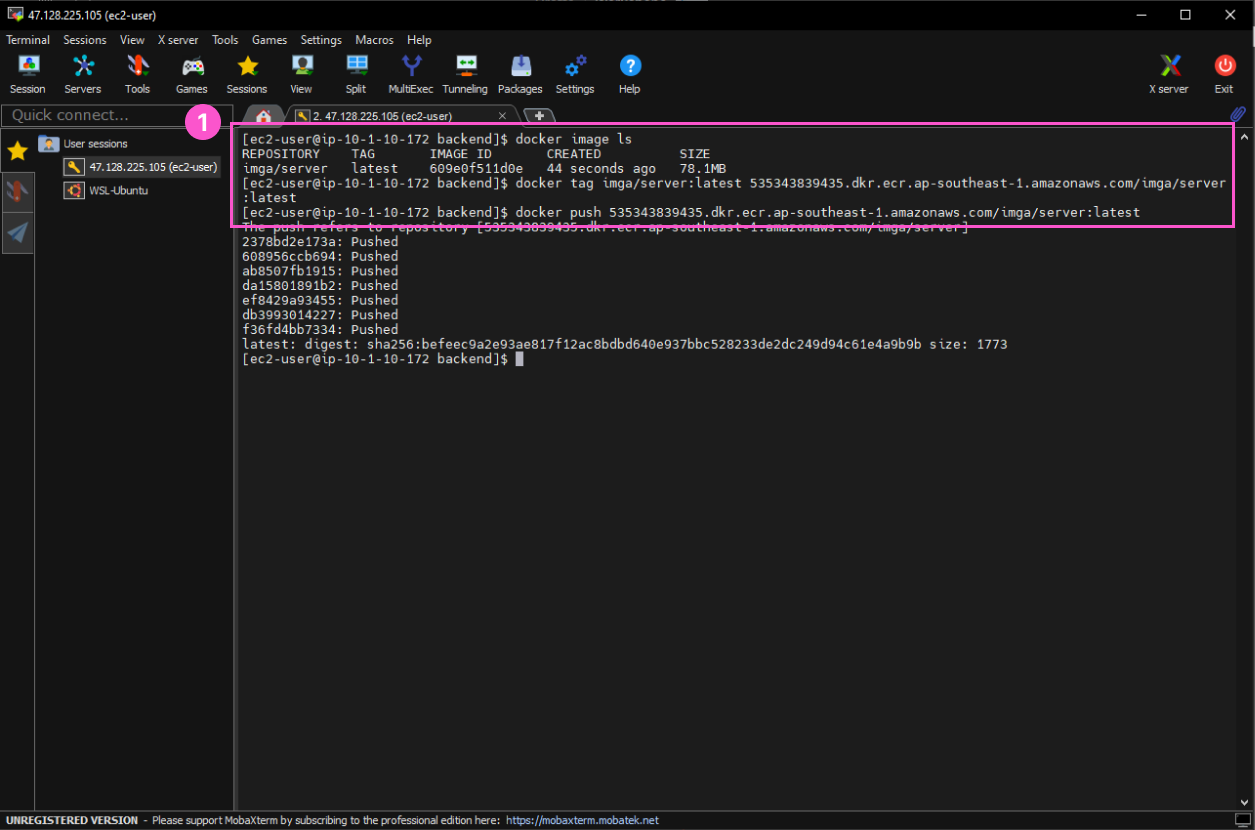 47.128.225.105 (ec2-user)
Terminal Sessions View X server Tools Games Settings Macros Help
Session Servers Tools Games Sessions View Split MultiExec Tunneling Packages Settings Help X server Exit
Quick connect...
2. 47.128.225.105 (ec2-user)
1
User sessions
47.128.225.105 (ec2-user)
WSL-Ubuntu
[ec2-user@ip-10-1-10-172 backend]$ docker image ls
REPOSITORY TAG IMAGE ID CREATED SIZE
imga/server latest 609e0f511d0e 44 seconds ago 78.1MB
[ec2-user@ip-10-1-10-172 backend]$ docker tag imga/server:latest 535343839435.dkr.ecr.ap-southeast-1.amazonaws.com/imga/server
:latest
[ec2-user@ip-10-1-10-172 backend]$ docker push 535343839435.dkr.ecr.ap-southeast-1.amazonaws.com/imga/server:latest
The push refers to repository [535343839435.dkr.ecr.ap-southeast-1.amazonaws.com/imga/server]
2378bd2e173a: Pushed
608956ccb694: Pushed
ab8507fb1915: Pushed
da15801891b2: Pushed
ef8429a93455: Pushed
db3993014227: Pushed
f36fd4bb7334: Pushed
latest: digest: sha256:befeec9a2e93ae817f12ac8bdbd640e937bbc528233de2dc249d94c61e4a9b9b size: 1773
[ec2-user@ip-10-1-10-172 backend]$
UNREGISTERED VERSION - Please support MobaXterm by subscribing to the professional edition here: https://mobaxterm.mobatek.net